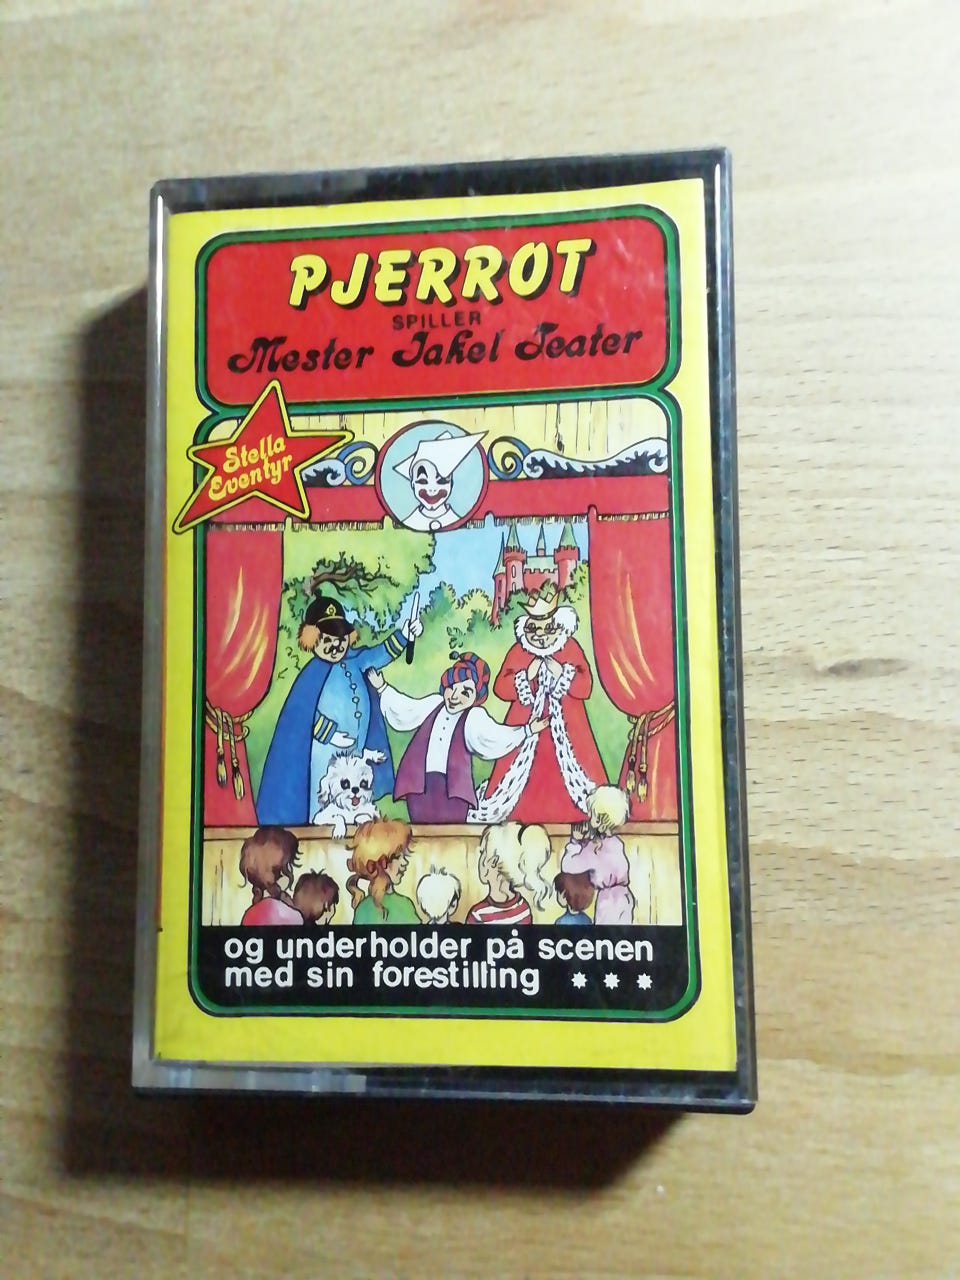 PJERROT
SPILLER
Mester Jakel Teater
Stella
Eventyr
og underholder på scenen
med sin forestilling ***